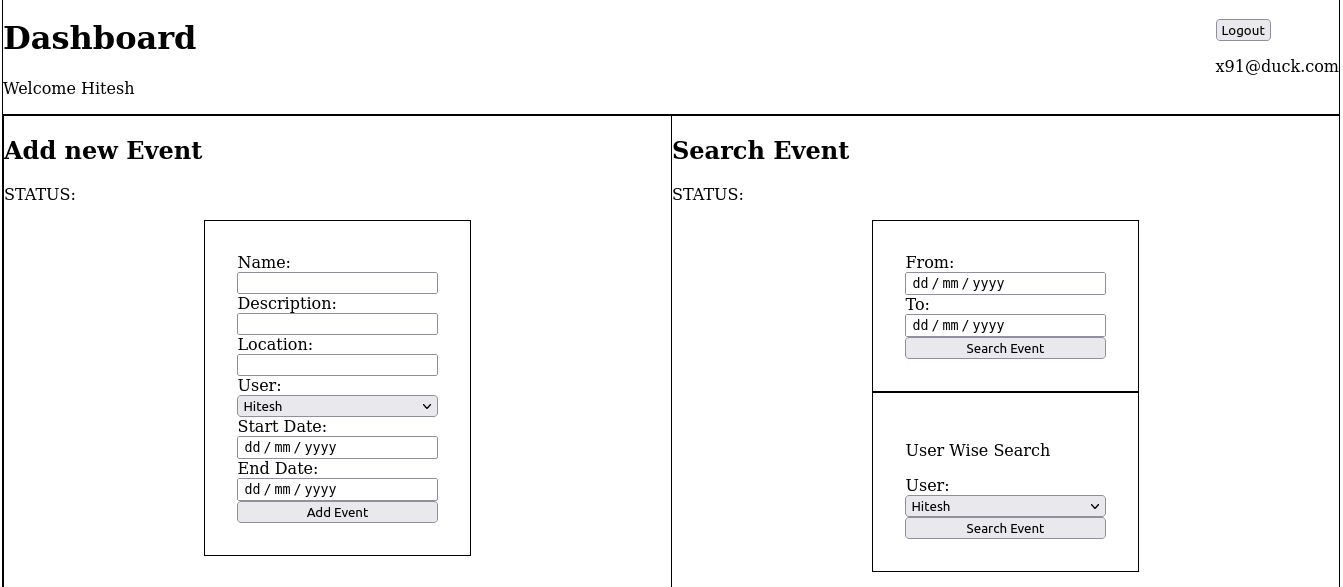 Dashboard
Logout
x91@duck.com
Welcome Hitesh
Add new Event
STATUS:
Name:
Description:
Location:
User:
Hitesh
Start Date:
dd / mm / yyyy
End Date:
dd / mm / yyyy
Add Event
Search Event
STATUS:
From:
dd / mm / yyyy
To:
dd / mm / yyyy
Search Event
User Wise Search
User:
Hitesh
Search Event